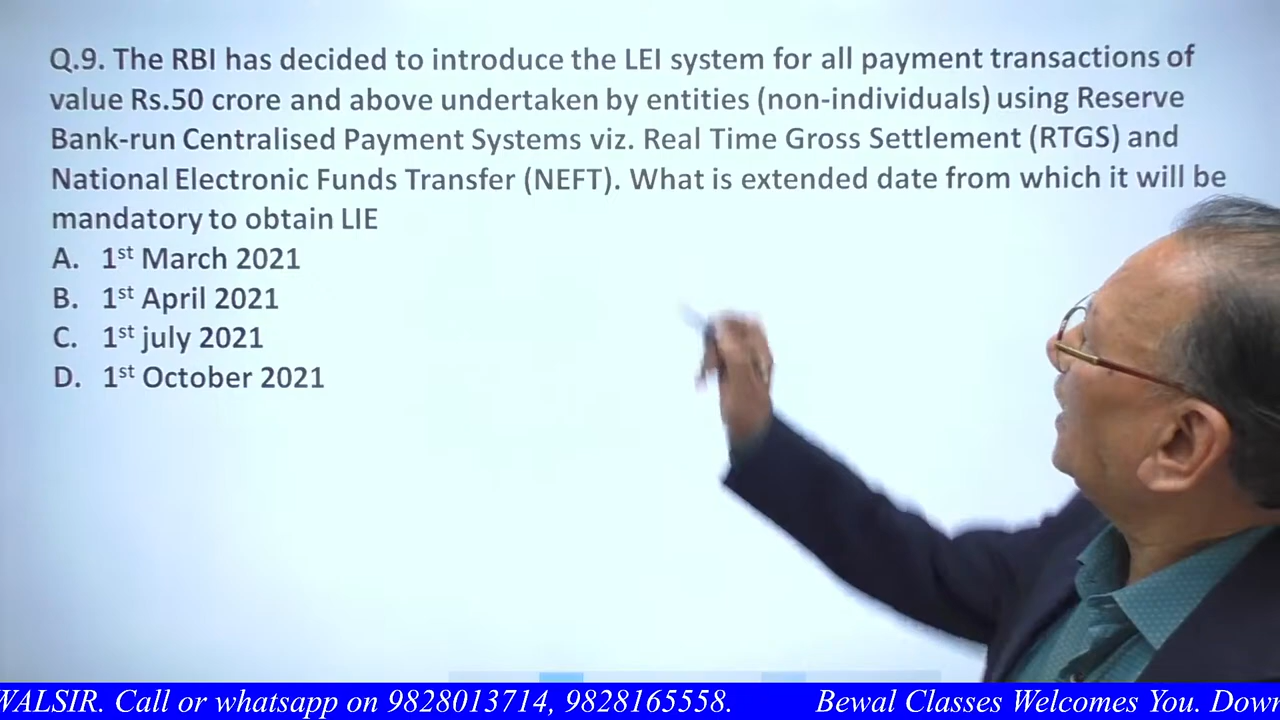 Q.9. The RBI has decided to introduce the LEI system for all payment transactions of
value Rs.50 crore and above undertaken by entities (non-individuals) using Reserve
Bank-run Centralised Payment Systems viz. Real Time Gross Settlement (RTGS) and
National Electronic Funds Transfer (NEFT). What is extended date from which it will be
mandatory to obtain LIE
A. 1st March 2021
B. 1st April 2021
C. 1st july 2021
D. 1st October 2021
WALSIR. Call or whatsapp on 9828013714, 9828165558. Bewal Classes Welcomes You.